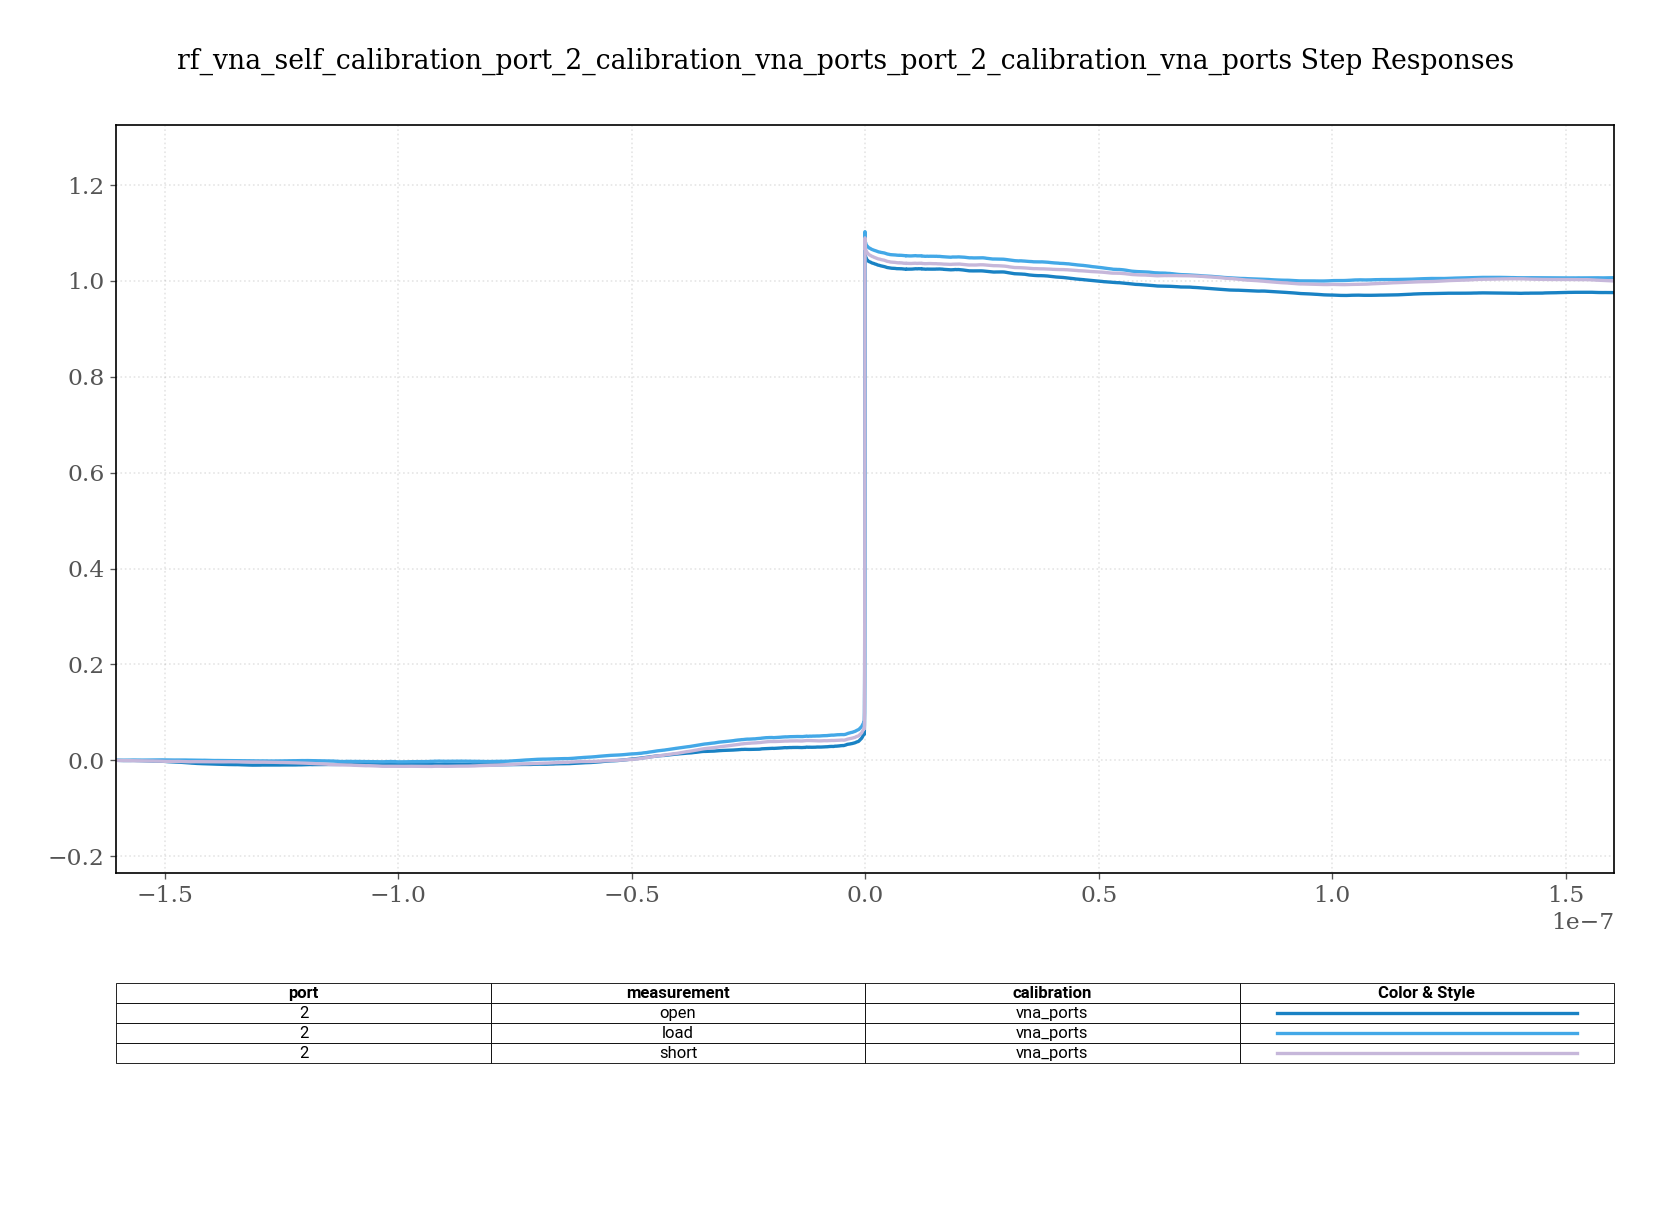 rf_vna_self_calibration_port_2_calibration_vna_ports_port_2_calibration_vna_ports Step Responses
1.2
1.0
0.8
0.6
0.4
0.2
0.0
−0.2
−1.5 −1.0 −0.5 0.0 0.5 1.0 1.5
1e−7
port measurement calibration Color & Style
2 open vna_ports
2 load vna_ports
2 short vna_ports